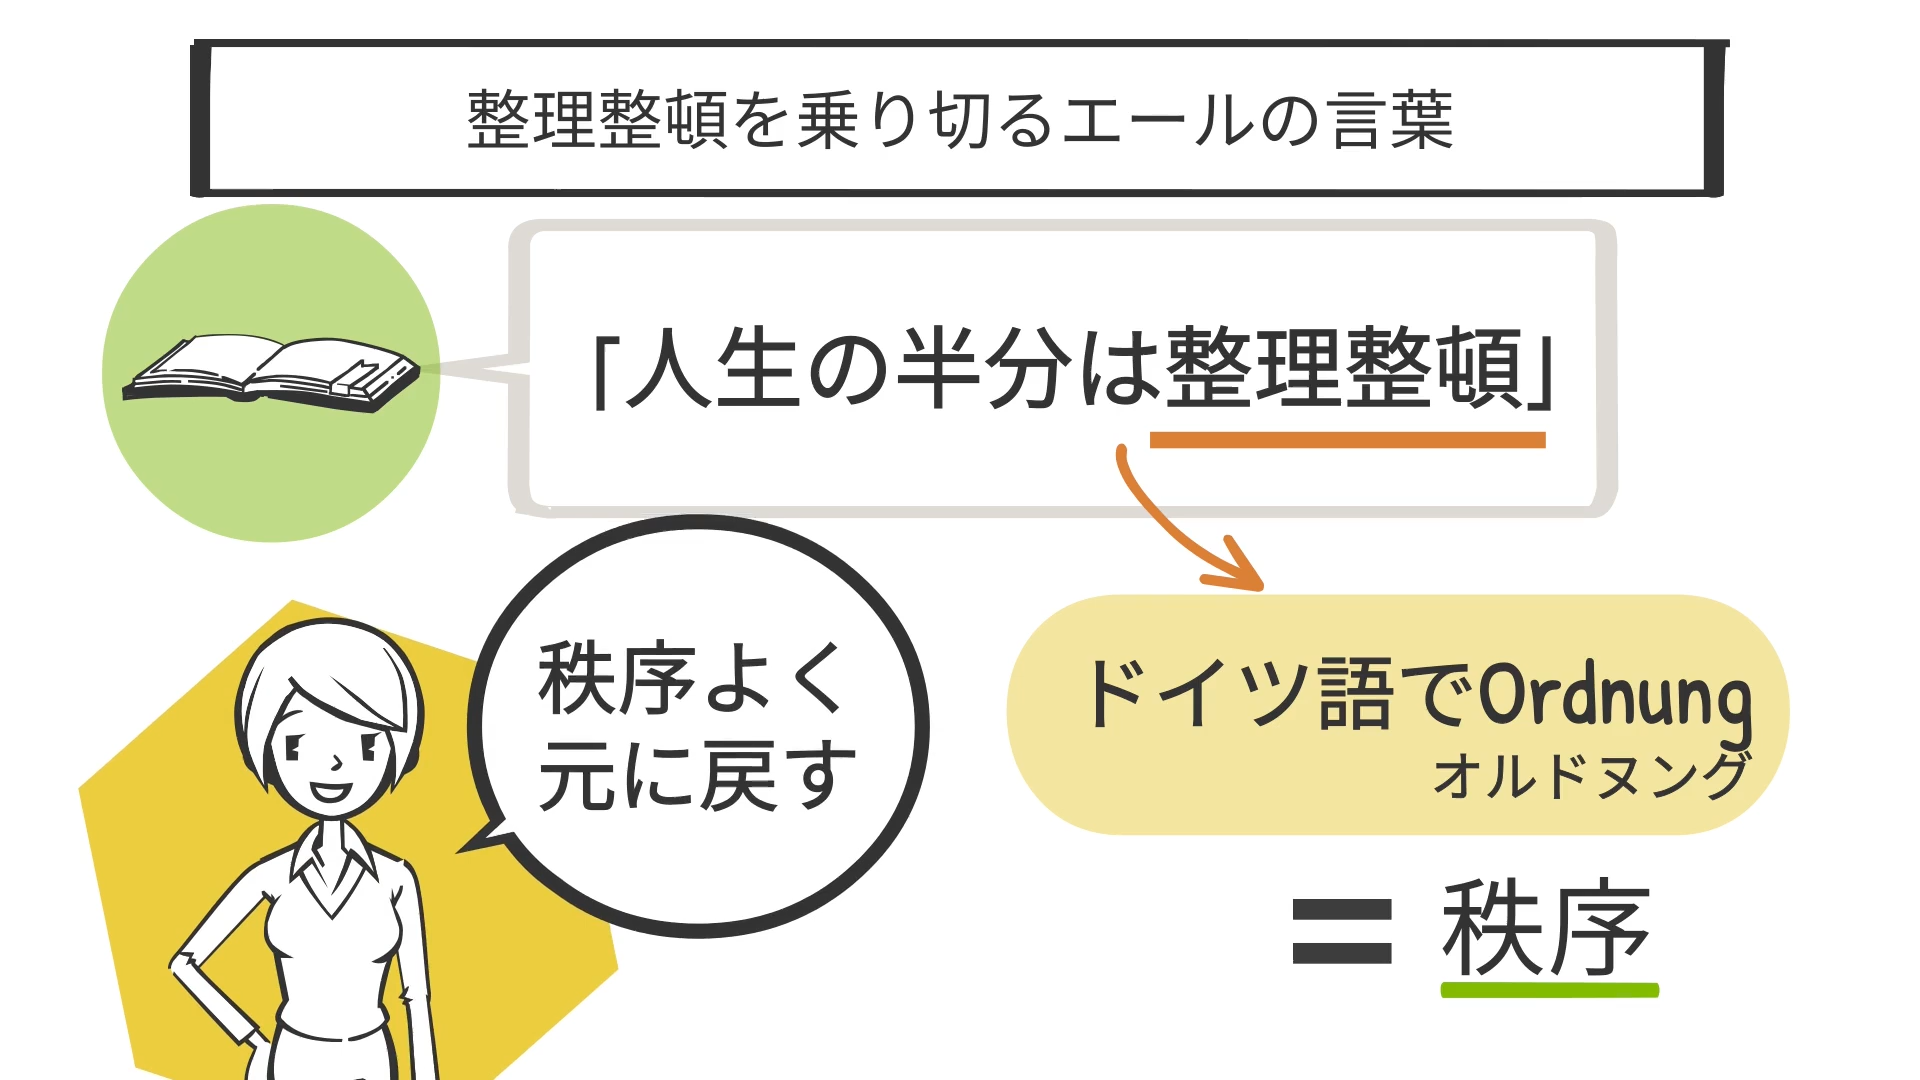 整理整頓を乗り切るエールの言葉
「人生の半分は整理整頓」
秩序よく
元に戻す
ドイツ語でOrdnung
オルドヌング
= 秩序